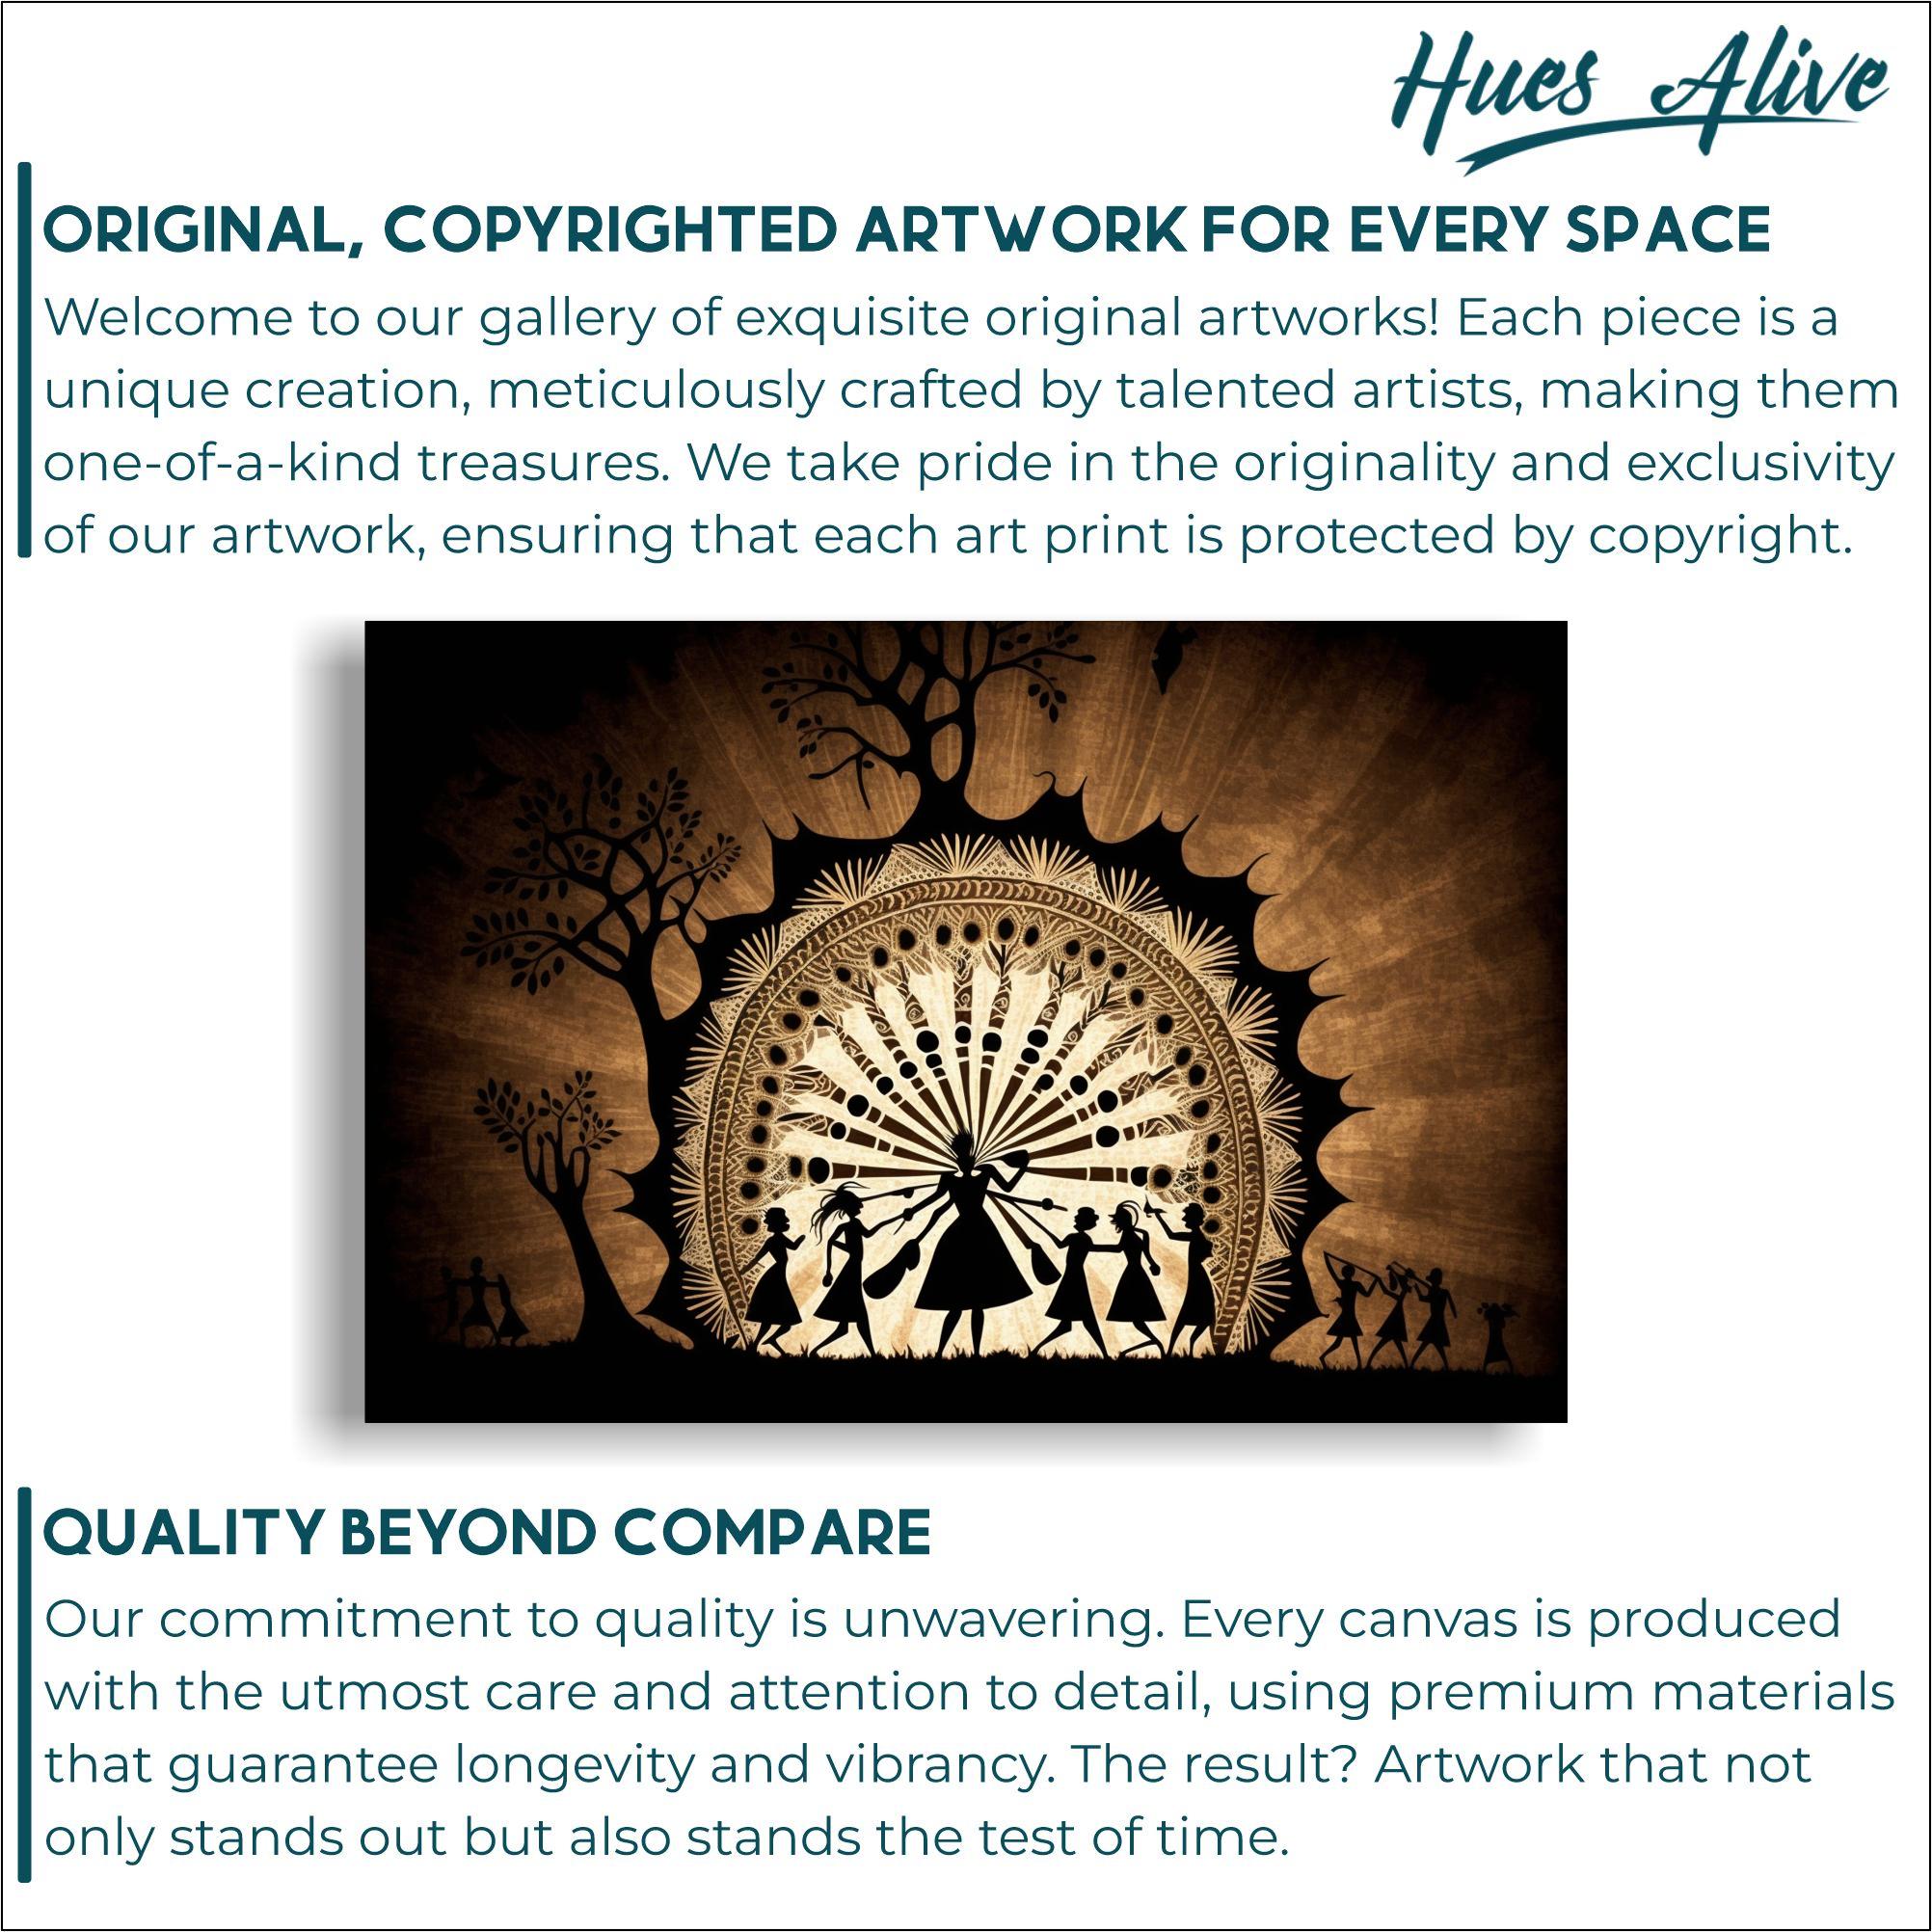 Hues Alive
ORIGINAL, COPYRIGHTED ARTWORK FOR EVERY SPACE
Welcome to our gallery of exquisite original artworks! Each piece is a
unique creation, meticulously crafted by talented artists, making them
one-of-a-kind treasures. We take pride in the originality and exclusivity
of our artwork, ensuring that each art print is protected by copyright.
QUALITY BEYOND COMPARE
Our commitment to quality is unwavering. Every canvas is produced
with the utmost care and attention to detail, using premium materials
that guarantee longevity and vibrancy. The result? Artwork that not
only stands out but also stands the test of time.